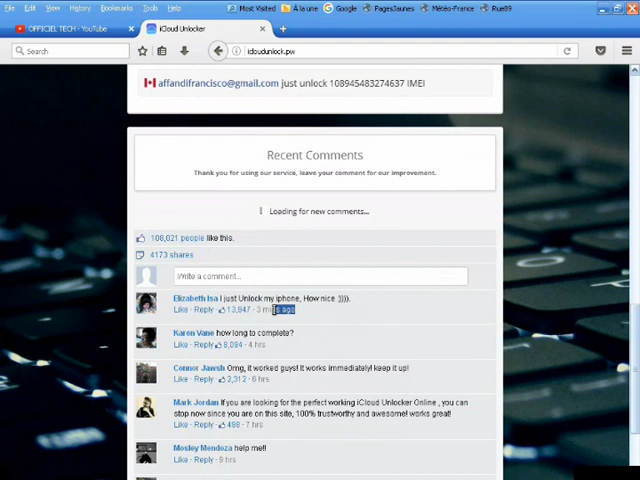 File Edit View History Bookmarks Tools Help
Most Visited À la une Google PagesJaunes Météo-France Rue89
OFFICIEL TECH - YouTube × iCloud Unlocker × +
Search
icloudunlock.pw
affandifrancisco@gmail.com just unlock 108945483274637 IMEI
Recent Comments
Thank you for using our service, leave your comment for our improvement.
Loading for new comments...
108,021 people like this.
4173 shares
Write a comment...
Elizabeth Isa I just Unlock my iphone, How nice :)))).
Like · Reply · 13,947 · 3 mins ago
Karen Vane how long to complete?
Like · Reply · 8,094 · 4 hrs
Connor Jawsh Omg, it worked guys! It works immediately! keep it up!
Like · Reply · 2,312 · 6 hrs
Mark Jordan If you are looking for the perfect working iCloud Unlocker Online , you can
stop now since you are on this site, 100% trustworthy and awesome! works great!
Like · Reply · 488 · 7 hrs
Mosley Mendoza help me!!
Like · Reply · 9 hrs